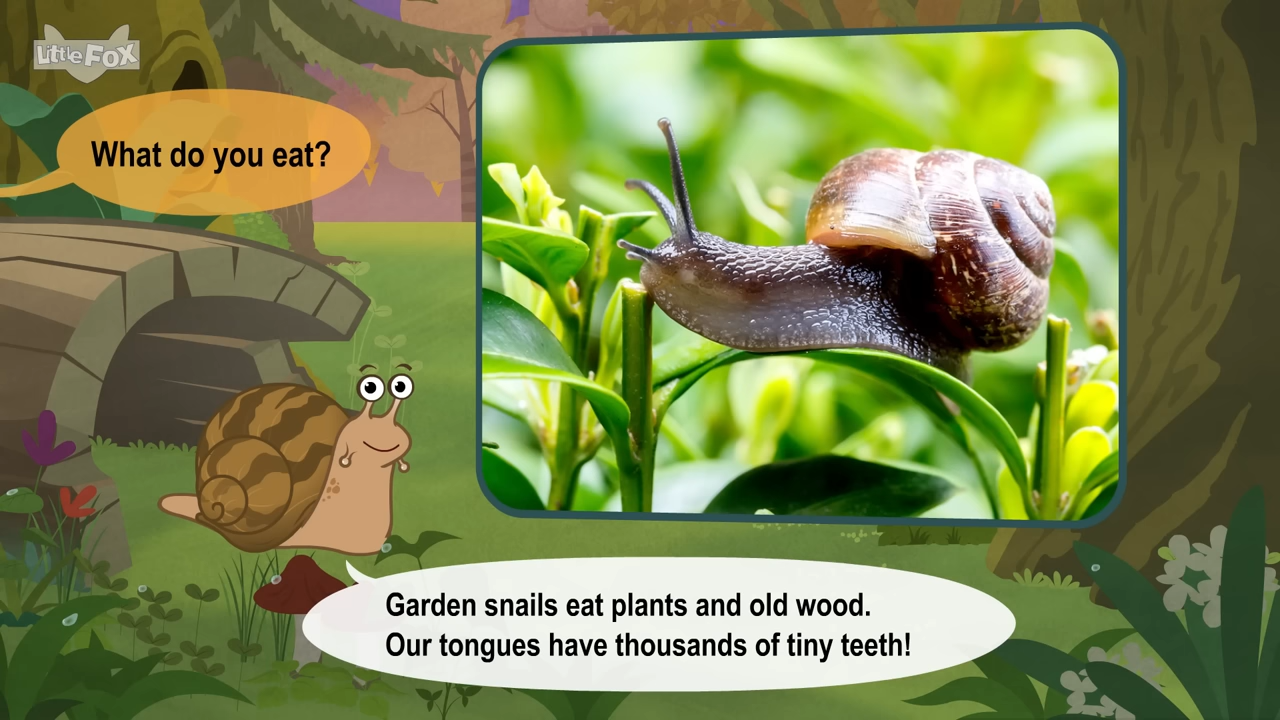 Little Fox
What do you eat?
Garden snails eat plants and old wood.
Our tongues have thousands of tiny teeth!